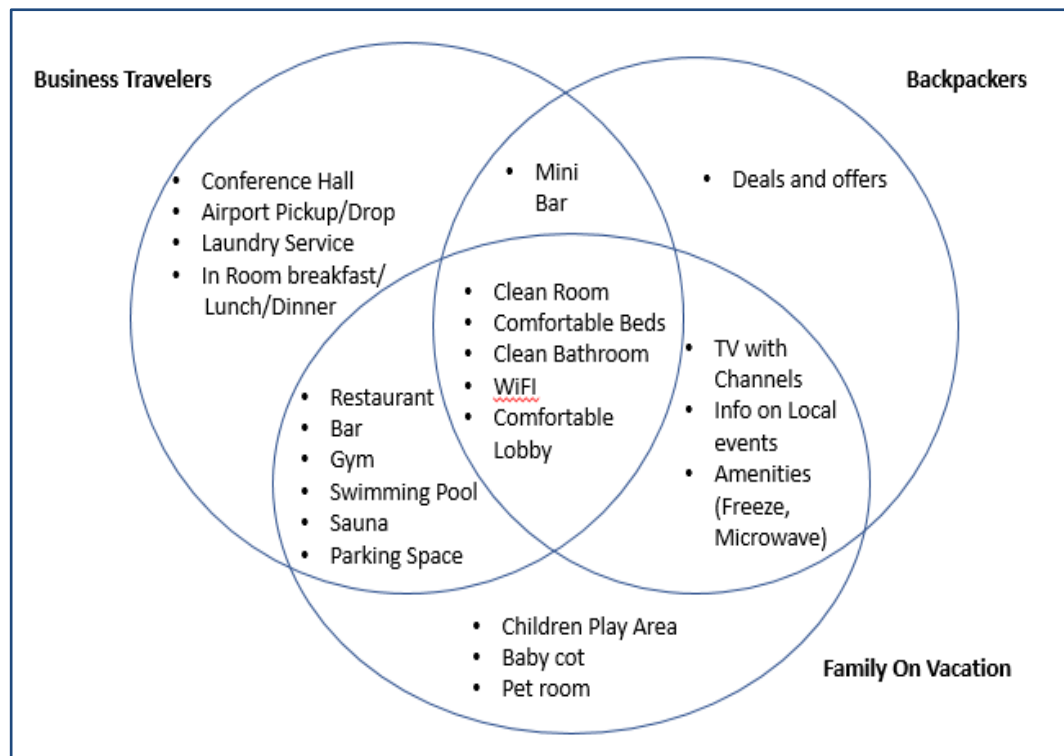 Business Travelers
Backpackers
• Conference Hall
• Airport Pickup/Drop
• Laundry Service
• In Room breakfast/
Lunch/Dinner
• Mini
Bar
• Deals and offers
• Clean Room
• Comfortable Beds
• Clean Bathroom
• WiFI
• Comfortable
Lobby
• Restaurant
• Bar
• Gym
• Swimming Pool
• Sauna
• Parking Space
• TV with
Channels
• Info on Local
events
• Amenities
(Freeze,
Microwave)
• Children Play Area
• Baby cot
• Pet room
Family On Vacation